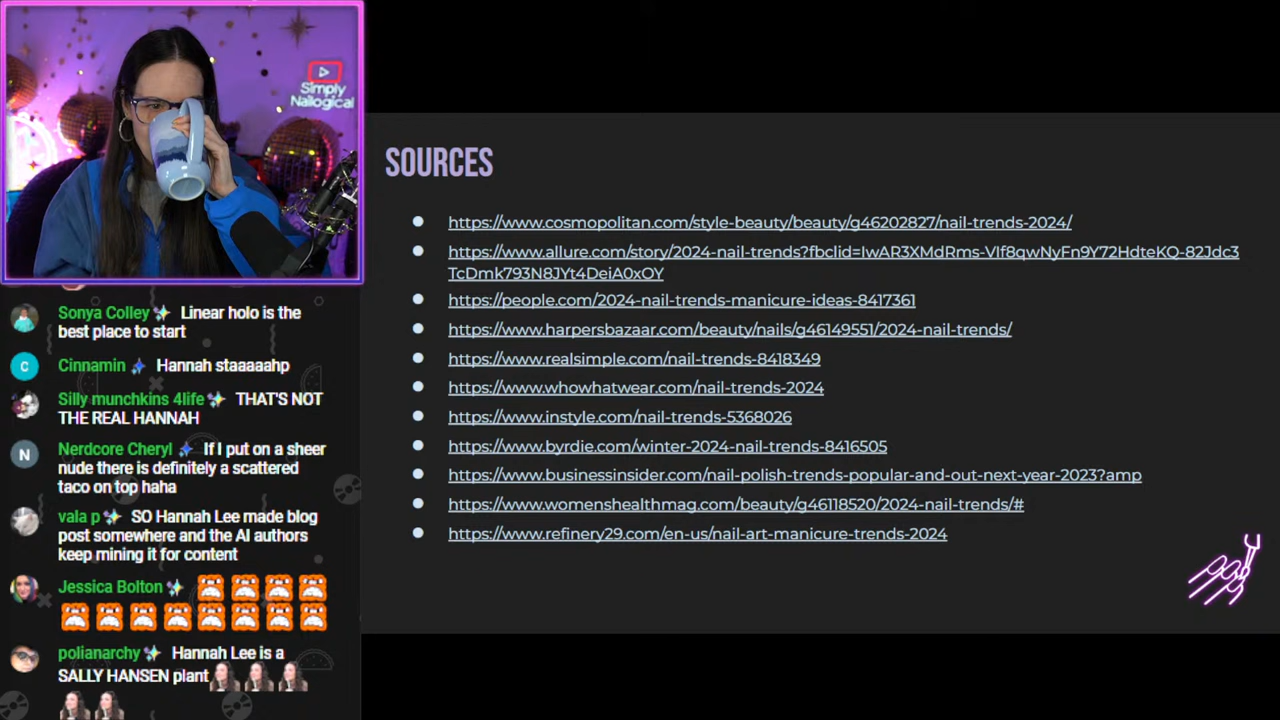 Simply
Nailogical
Sonya Colley Linear holo is the
best place to start
C
Cinnamin Hannah staaaaahp
Silly munchkins 4life THAT'S NOT
THE REAL HANNAH
N
Nerdcore Cheryl If I put on a sheer
nude there is definitely a scattered
taco on top haha
vala p SO Hannah Lee made blog
post somewhere and the AI authors
keep mining it for content
Jessica Bolton
polianarchy Hannah Lee is a
SALLY HANSEN plant
SOURCES
https://www.cosmopolitan.com/style-beauty/beauty/g46202827/nail-trends-2024/
https://www.allure.com/story/2024-nail-trends?fbclid=IwAR3XMdRms-VIf8qwNyFn9Y72HdteKQ-82Jdc3
TcDmk793N8JYt4DeiA0xOY
https://people.com/2024-nail-trends-manicure-ideas-8417361
https://www.harpersbazaar.com/beauty/nails/g46149551/2024-nail-trends/
https://www.realsimple.com/nail-trends-8418349
https://www.whowhatwear.com/nail-trends-2024
https://www.instyle.com/nail-trends-5368026
https://www.byrdie.com/winter-2024-nail-trends-8416505
https://www.businessinsider.com/nail-polish-trends-popular-and-out-next-year-2023?amp
https://www.womenshealthmag.com/beauty/g46118520/2024-nail-trends/#
https://www.refinery29.com/en-us/nail-art-manicure-trends-2024